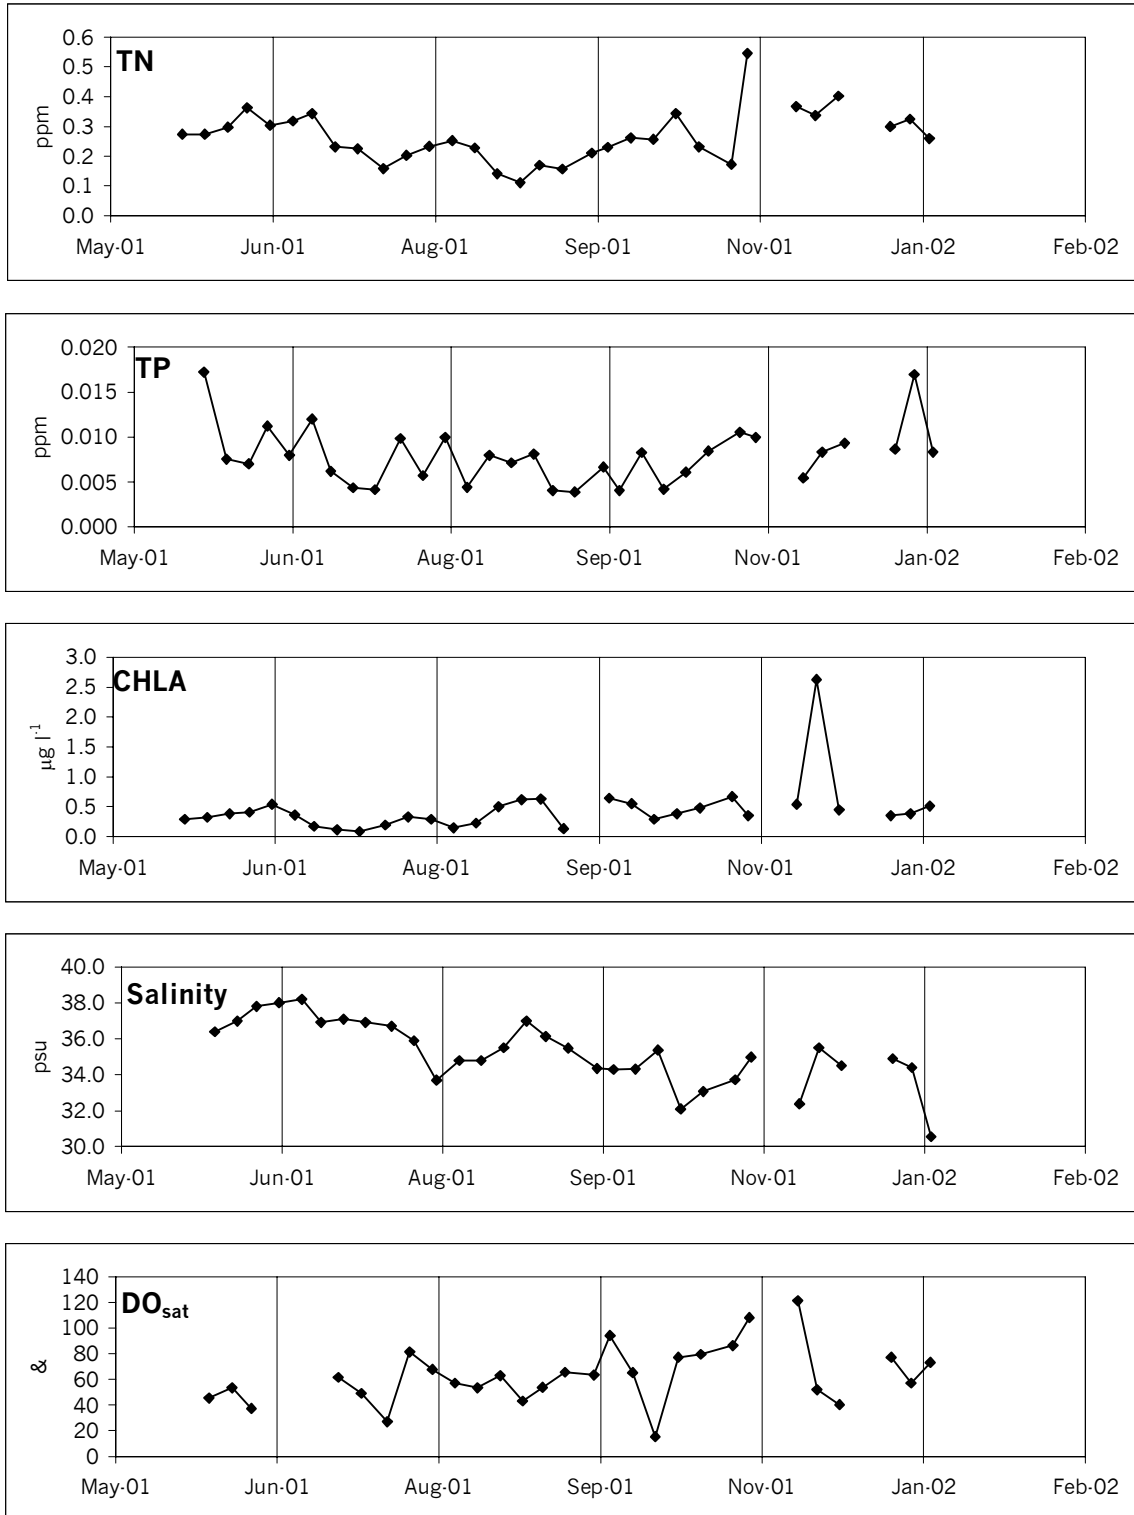 TN
ppm
0.6
0.5
0.4
0.3
0.2
0.1
0.0
May-01 Jun-01 Aug-01 Sep-01 Nov-01 Jan-02 Feb-02
TP
ppm
0.020
0.015
0.010
0.005
0.000
May-01 Jun-01 Aug-01 Sep-01 Nov-01 Jan-02 Feb-02
CHLA
µg l-1
3.0
2.5
2.0
1.5
1.0
0.5
0.0
May-01 Jun-01 Aug-01 Sep-01 Nov-01 Jan-02 Feb-02
Salinity
psu
40.0
38.0
36.0
34.0
32.0
30.0
May-01 Jun-01 Aug-01 Sep-01 Nov-01 Jan-02 Feb-02
DOsat
&
140
120
100
80
60
40
20
0
May-01 Jun-01 Aug-01 Sep-01 Nov-01 Jan-02 Feb-02